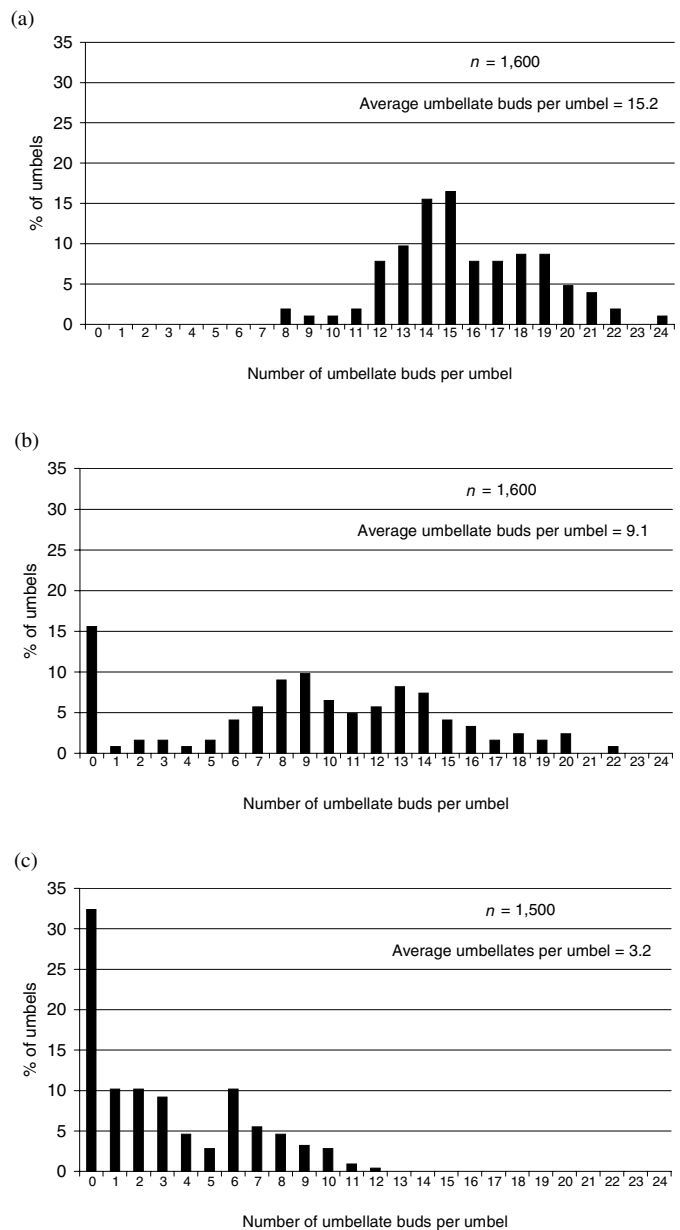 (a)
35
30
25
20
15
10
5
0
% of umbels
n = 1,600
Average umbellate buds per umbel = 15.2
0 1 2 3 4 5 6 7 8 9 10 11 12 13 14 15 16 17 18 19 20 21 22 23 24
Number of umbellate buds per umbel
(b)
35
30
25
20
15
10
5
0
% of umbels
n = 1,600
Average umbellate buds per umbel = 9.1
0 1 2 3 4 5 6 7 8 9 10 11 12 13 14 15 16 17 18 19 20 21 22 23 24
Number of umbellate buds per umbel
(c)
35
30
25
20
15
10
5
0
% of umbels
n = 1,500
Average umbellates per umbel = 3.2
0 1 2 3 4 5 6 7 8 9 10 11 12 13 14 15 16 17 18 19 20 21 22 23 24
Number of umbellate buds per umbel